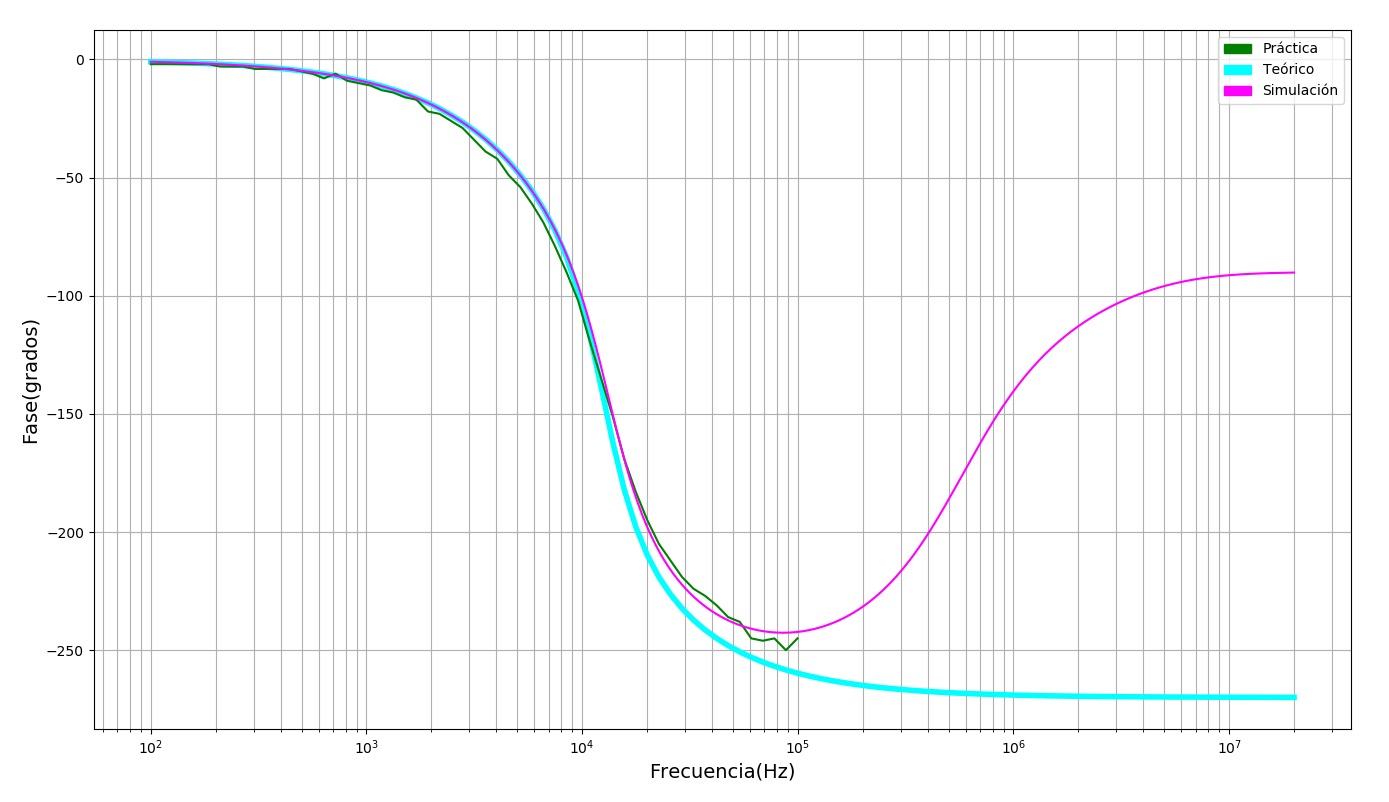 Práctica
Teórico
Simulación
Fase(grados)
0
−50
−100
−150
−200
−250
10²
10³
10⁴
10⁵
10⁶
10⁷
Frecuencia(Hz)